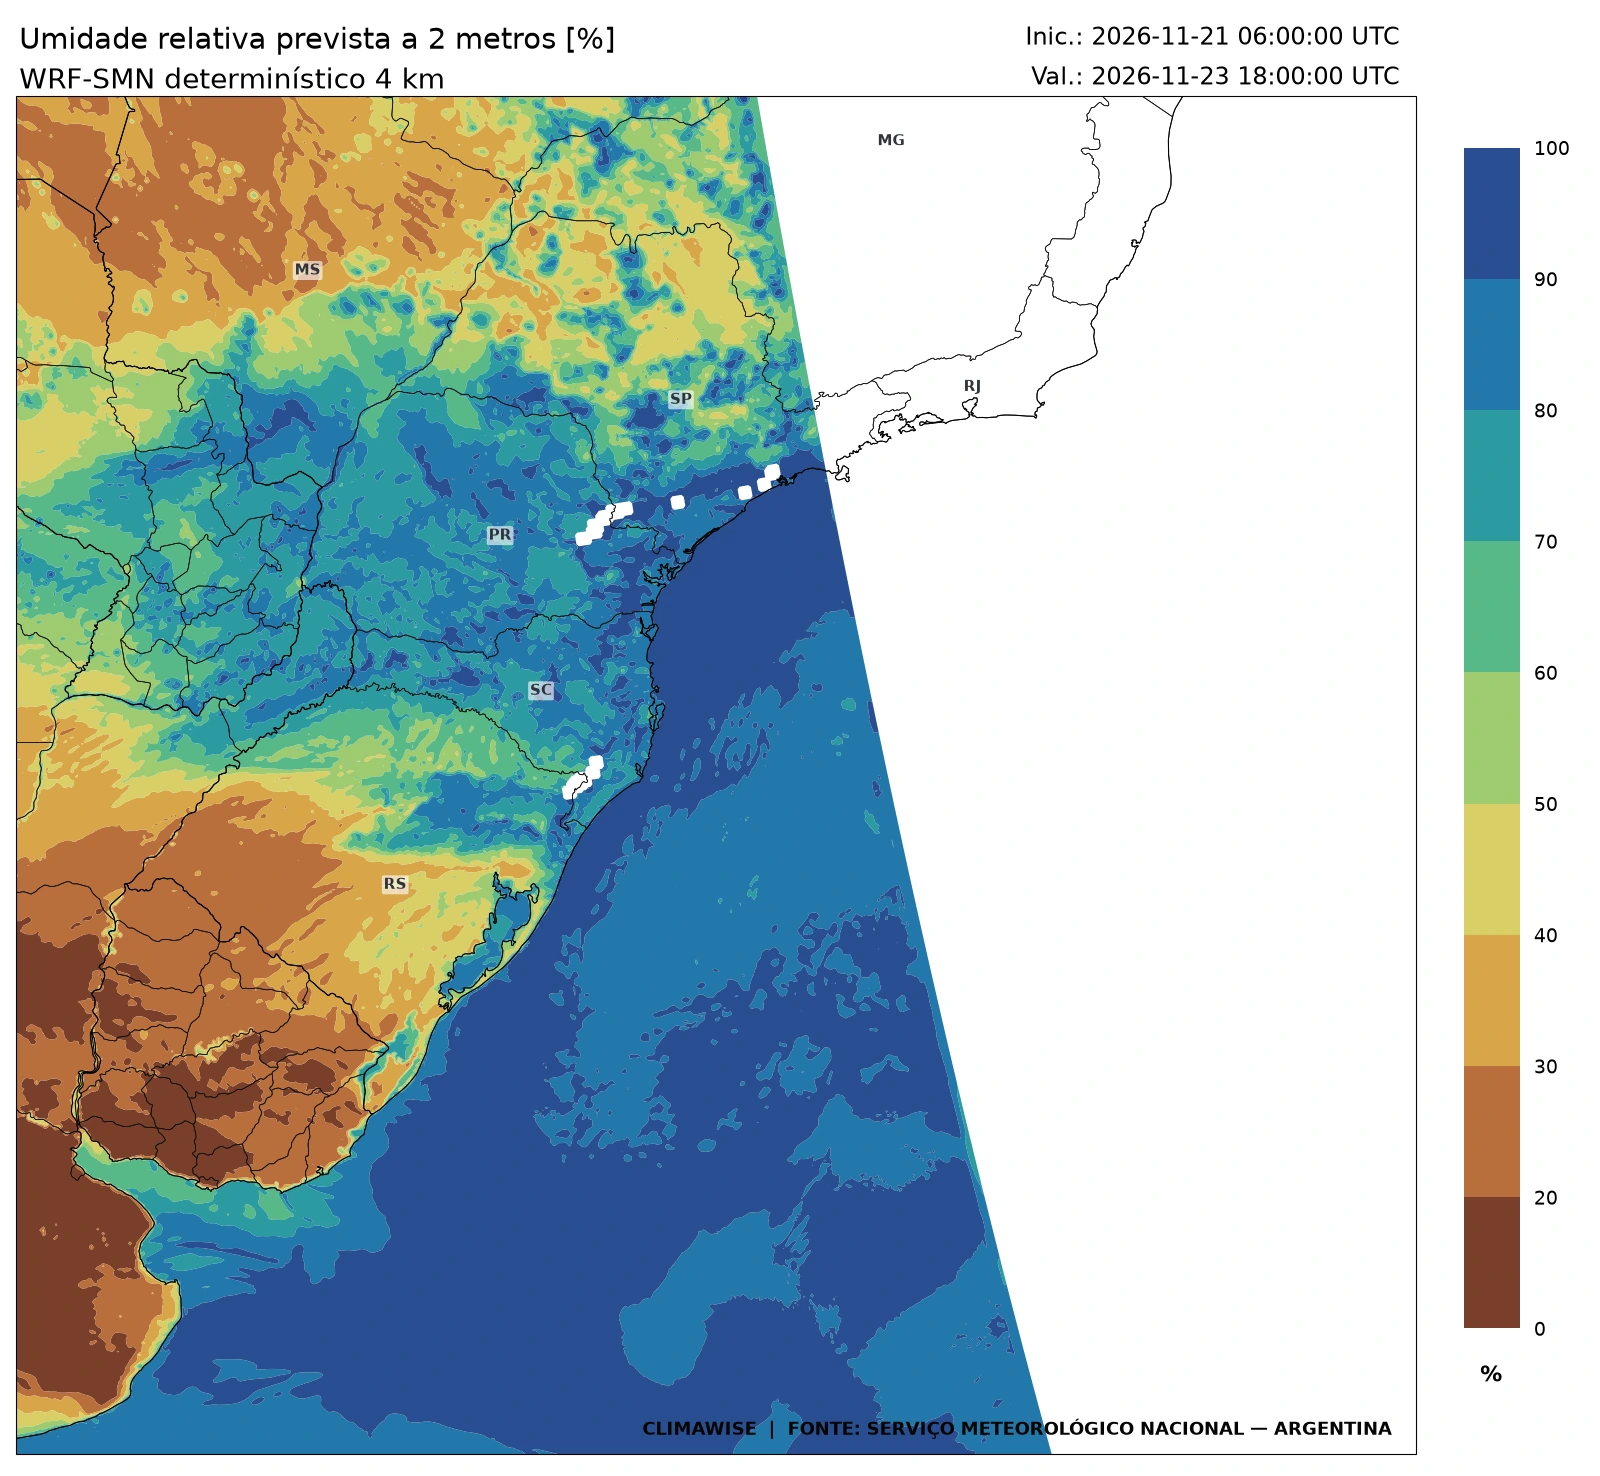 Umidade relativa prevista a 2 metros [%]
WRF-SMN determinístico 4 km
Inic.: 2026-11-21 06:00:00 UTC
Val.: 2026-11-23 18:00:00 UTC
MG
MS
RJ
SP
PR
SC
RS
100
90
80
70
60
50
40
30
20
0
%
CLIMAWISE | FONTE: SERVIÇO METEOROLÓGICO NACIONAL — ARGENTINA